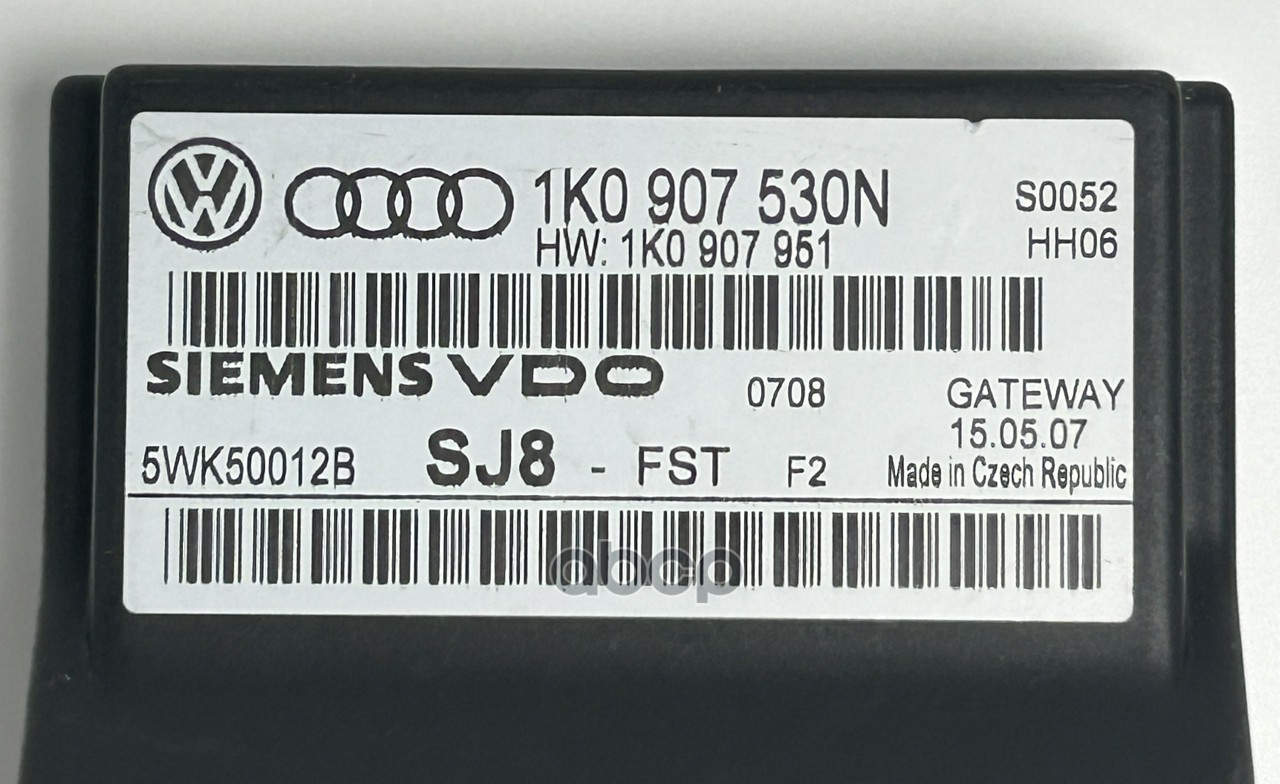 1K0 907 530N S0052
HW: 1K0 907 951 HH06
SIEMENS VDO 0708 GATEWAY
15.05.07
5WK50012B SJ8 - FST F2 Made in Czech Republic
abcp